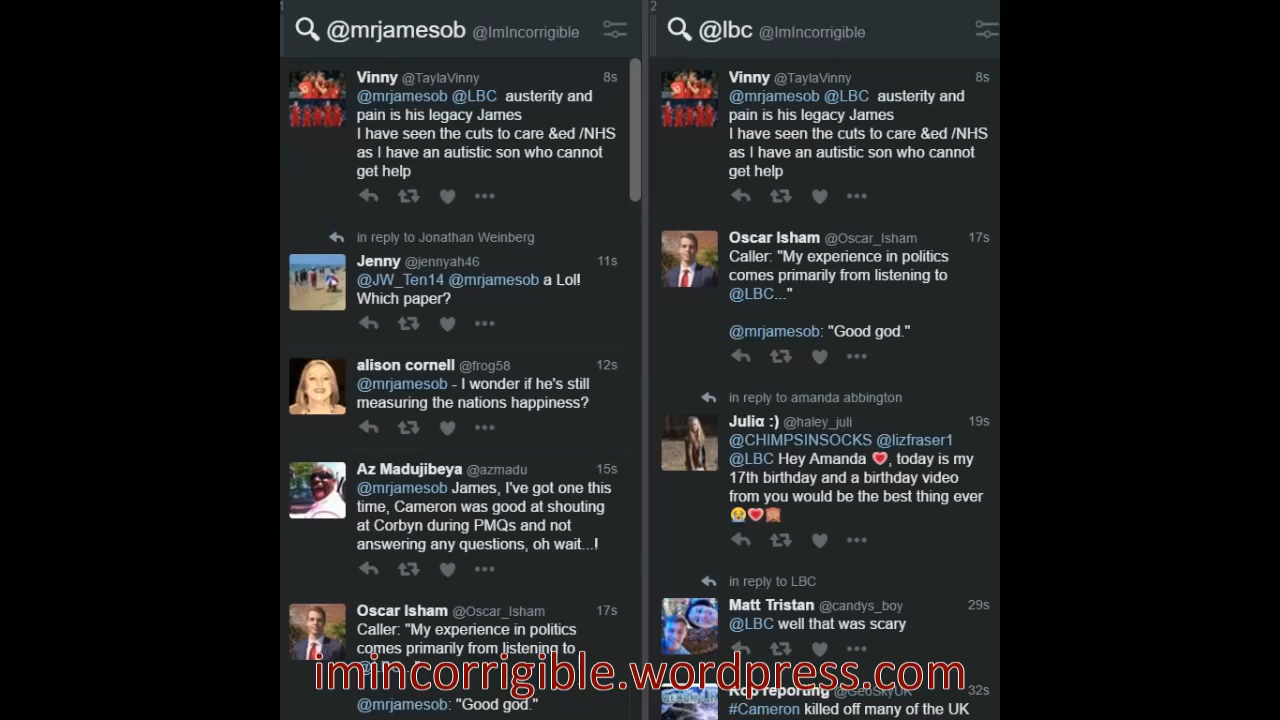 1
@mrjamesob @ImIncorrigible
Vinny @TaylaVinny 8s
@mrjamesob @LBC austerity and
pain is his legacy James
I have seen the cuts to care &ed /NHS
as I have an autistic son who cannot
get help
in reply to Jonathan Weinberg
Jenny @jennyah46 11s
@JW_Ten14 @mrjamesob a Lol!
Which paper?
alison cornell @frog58 12s
@mrjamesob - I wonder if he's still
measuring the nations happiness?
Az Madujibeya @azmadu 15s
@mrjamesob James, I've got one this
time, Cameron was good at shouting
at Corbyn during PMQs and not
answering any questions, oh wait...!
Oscar Isham @Oscar_Isham 17s
Caller: "My experience in politics
comes primarily from listening to
@mrjamesob: "Good god."
2
@lbc @ImIncorrigible
Vinny @TaylaVinny 8s
@mrjamesob @LBC austerity and
pain is his legacy James
I have seen the cuts to care &ed /NHS
as I have an autistic son who cannot
get help
Oscar Isham @Oscar_Isham 17s
Caller: "My experience in politics
comes primarily from listening to
@LBC..."
@mrjamesob: "Good god."
in reply to amanda abbington
Juliα :) @haley_juli 19s
@CHIMPSINSOCKS @lizfraser1
@LBC Hey Amanda ❤, today is my
17th birthday and a birthday video
from you would be the best thing ever
😭❤🙈
in reply to LBC
Matt Tristan @candys_boy 29s
@LBC well that was scary
reporting @GeoSkyUK 32s
#Cameron killed off many of the UK
imincorrigible.wordpress.com